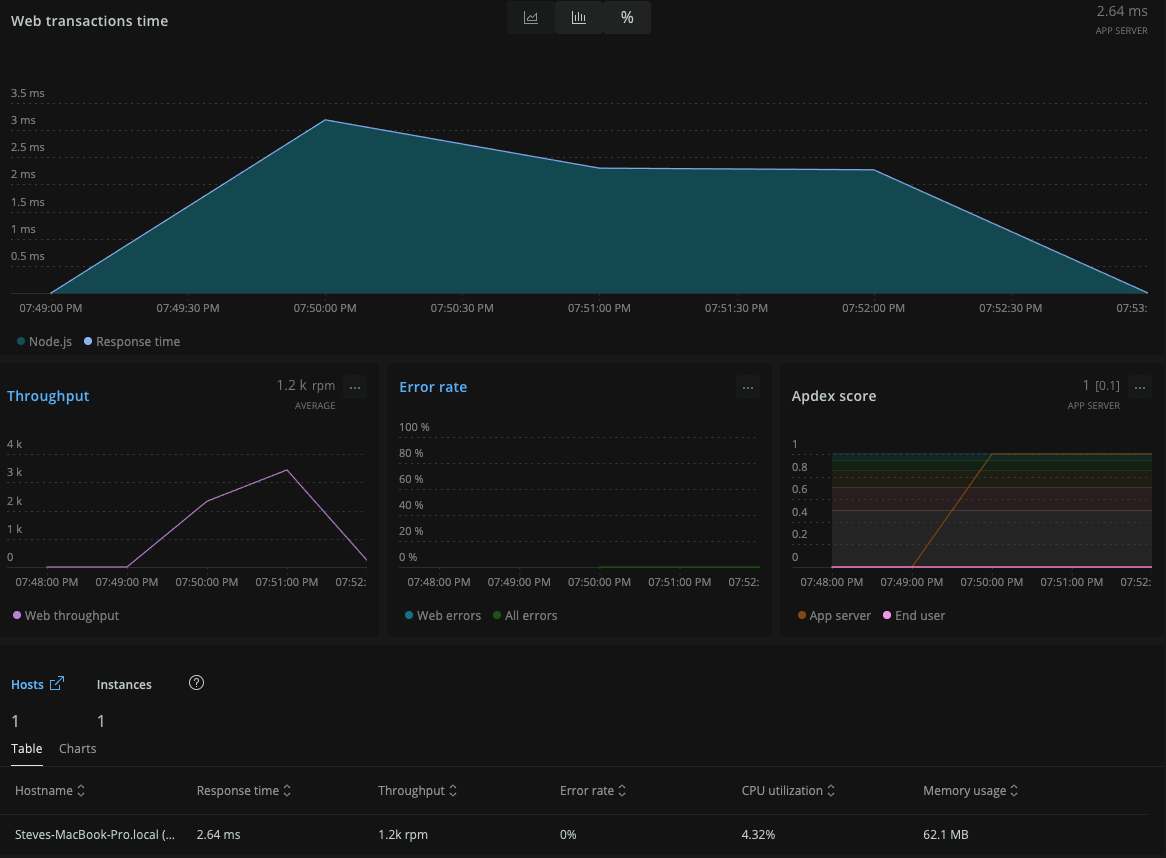 Web transactions time
%
2.64 ms
APP SERVER
3.5 ms
3 ms
2.5 ms
2 ms
1.5 ms
1 ms
0.5 ms
07:49:00 PM 07:49:30 PM 07:50:00 PM 07:50:30 PM 07:51:00 PM 07:51:30 PM 07:52:00 PM 07:52:30 PM 07:53:
Node.js Response time
Throughput
1.2 k rpm
AVERAGE
...
4 k
3 k
2 k
1 k
0
07:48:00 PM 07:49:00 PM 07:50:00 PM 07:51:00 PM 07:52:
Web throughput
Error rate
...
100 %
80 %
60 %
40 %
20 %
0 %
07:48:00 PM 07:49:00 PM 07:50:00 PM 07:51:00 PM 07:52:
Web errors All errors
Apdex score
1 [0.1]
APP SERVER
...
1
0.8
0.6
0.4
0.2
0
07:48:00 PM 07:49:00 PM 07:50:00 PM 07:51:00 PM 07:52:
App server End user
Hosts Instances ?
1 1
Table Charts
Hostname Response time Throughput Error rate CPU utilization Memory usage
Steves-MacBook-Pro.local (... 2.64 ms 1.2k rpm 0% 4.32% 62.1 MB